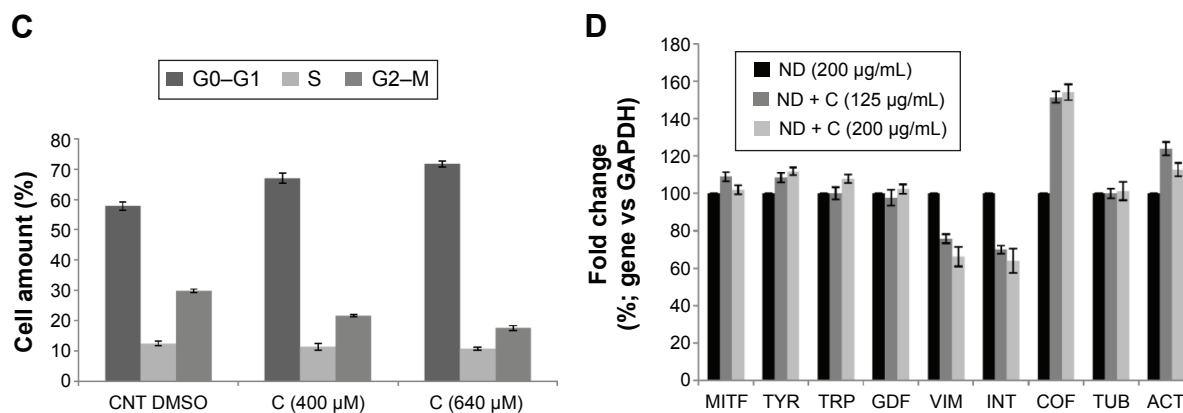 C
G0–G1 S G2–M
Cell amount (%)
80
70
60
50
40
30
20
10
0
CNT DMSO C (400 µM) C (640 µM)
D
ND (200 µg/mL)
ND + C (125 µg/mL)
ND + C (200 µg/mL)
Fold change
(%; gene vs GAPDH)
180
160
140
120
100
80
60
40
20
0
MITF TYR TRP GDF VIM INT COF TUB ACT